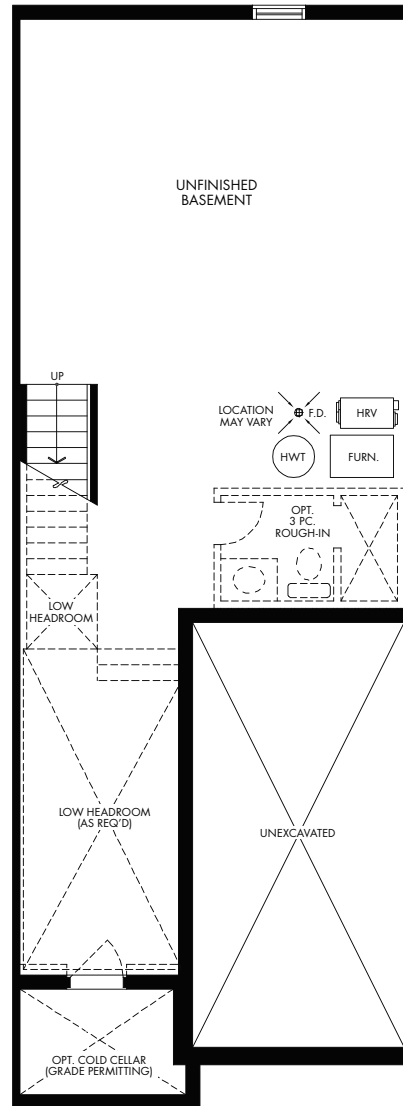 UNFINISHED
BASEMENT
UP
LOCATION
MAY VARY
F.D.
HRV
HWT
FURN.
OPT.
3 PC.
ROUGH-IN
LOW
HEADROOM
LOW HEADROOM
(AS REQ'D)
UNEXCAVATED
OPT. COLD CELLAR
(GRADE PERMITTING)